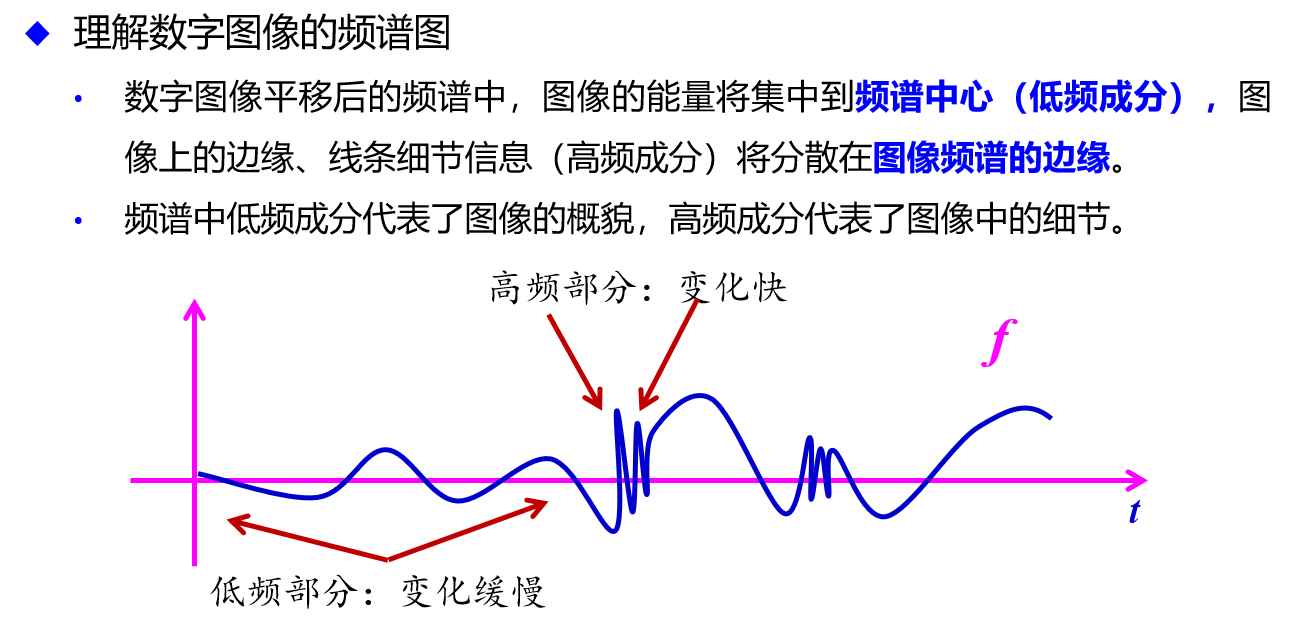 理解数字图像的频谱图
数字图像平移后的频谱中，图像的能量将集中到频谱中心（低频成分），图
像上的边缘、线条细节信息（高频成分）将分散在图像频谱的边缘。
频谱中低频成分代表了图像的概貌，高频成分代表了图像中的细节。
高频部分：变化快
f
t
低频部分：变化缓慢